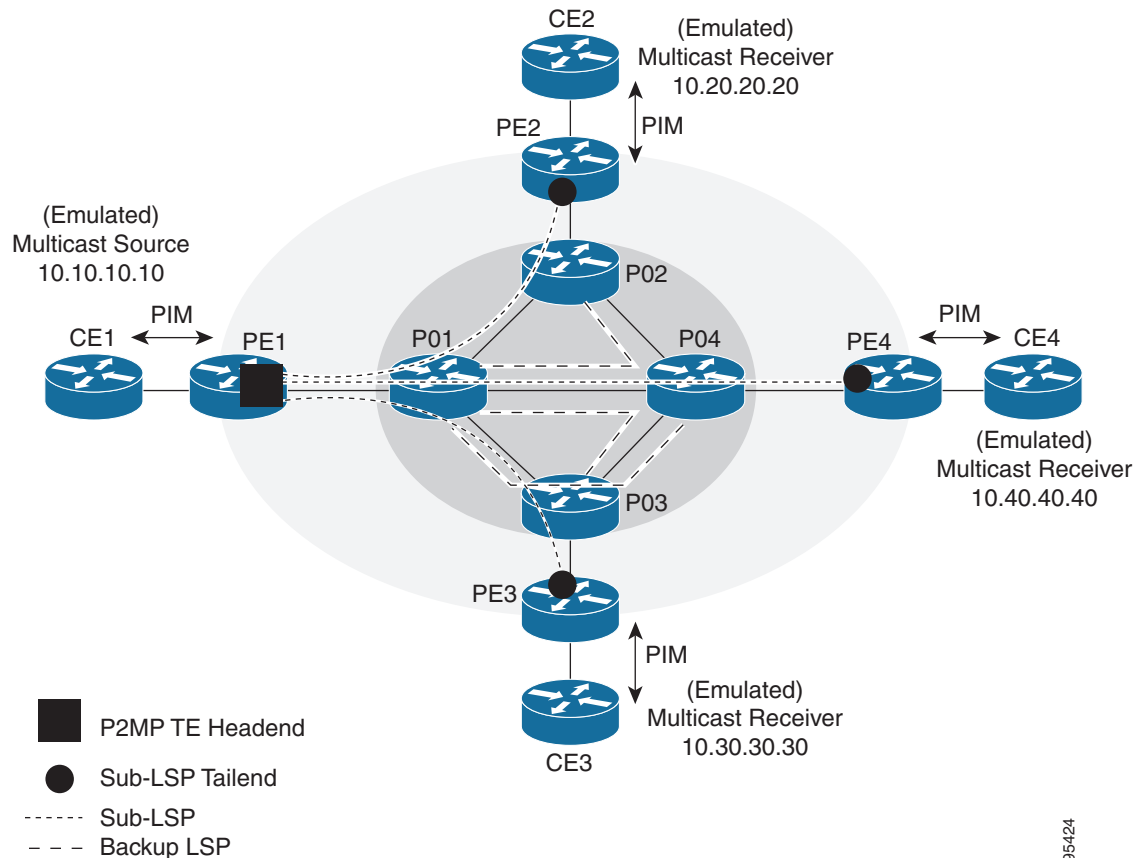 CE2
(Emulated)
Multicast Receiver
10.20.20.20
PE2
PIM
(Emulated)
Multicast Source
10.10.10.10
P02
PIM
CE1
PE1
P01
P04
PIM
PE4
CE4
(Emulated)
Multicast Receiver
10.40.40.40
P03
PE3
PIM
(Emulated)
Multicast Receiver
10.30.30.30
CE3
P2MP TE Headend
Sub-LSP Tailend
Sub-LSP
Backup LSP
95424